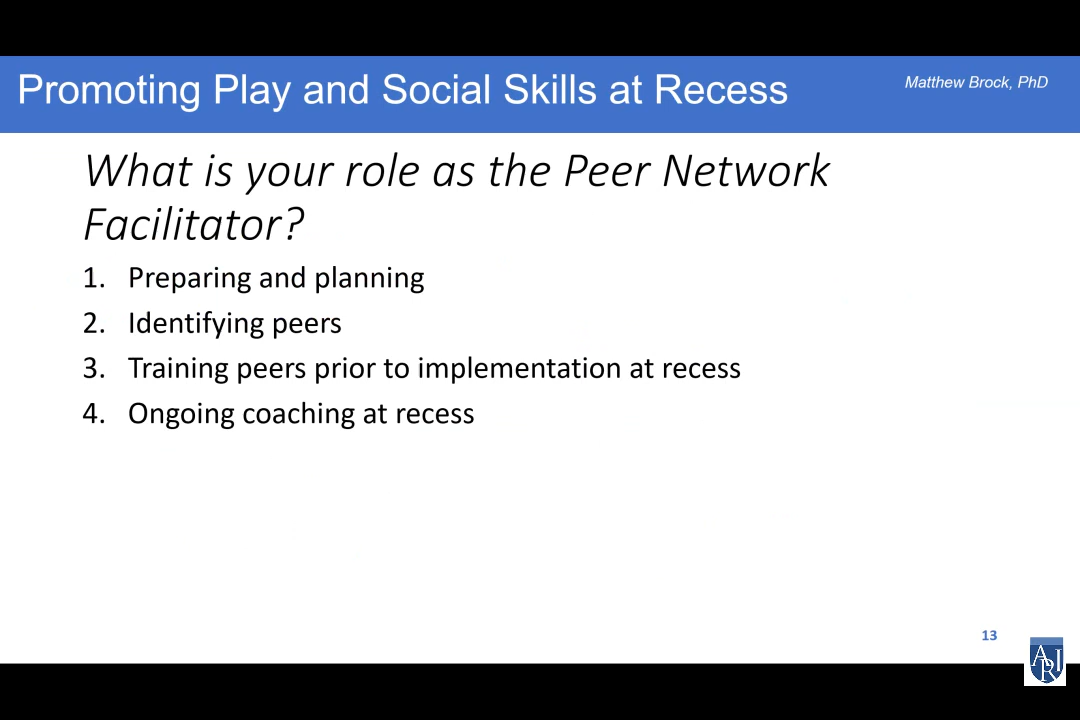 Promoting Play and Social Skills at Recess
Matthew Brock, PhD
What is your role as the Peer Network
Facilitator?
1. Preparing and planning
2. Identifying peers
3. Training peers prior to implementation at recess
4. Ongoing coaching at recess
13
ARI